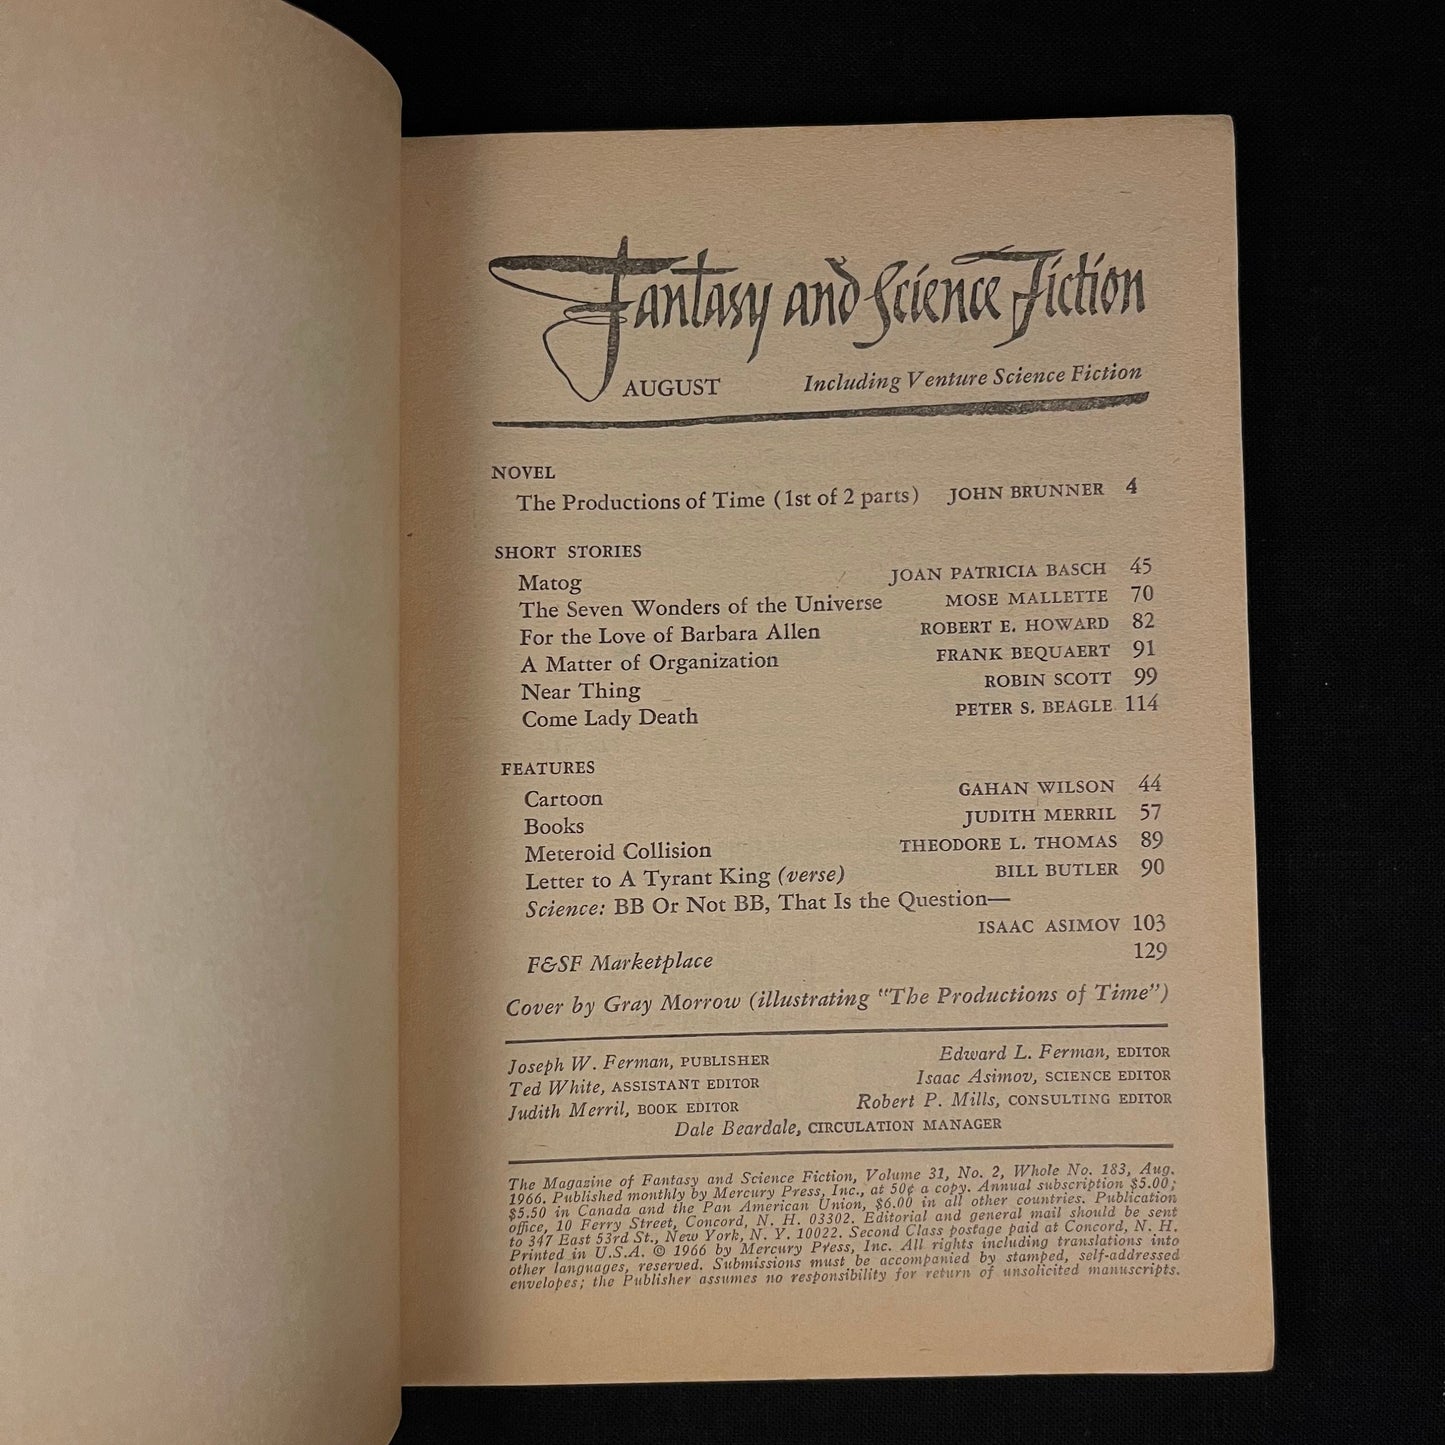 Fantasy and Science Fiction
AUGUST Including Venture Science Fiction
NOVEL
The Productions of Time (1st of 2 parts) JOHN BRUNNER 4
SHORT STORIES
Matog JOAN PATRICIA BASCH 45
The Seven Wonders of the Universe MOSE MALLETTE 70
For the Love of Barbara Allen ROBERT E. HOWARD 82
A Matter of Organization FRANK BEQUAERT 91
Near Thing ROBIN SCOTT 99
Come Lady Death PETER S. BEAGLE 114
FEATURES
Cartoon GAHAN WILSON 44
Books JUDITH MERRIL 57
Meteroid Collision THEODORE L. THOMAS 89
Letter to A Tyrant King (verse) BILL BUTLER 90
Science: BB Or Not BB, That Is the Question—
ISAAC ASIMOV 103
F&SF Marketplace 129
Cover by Gray Morrow (illustrating "The Productions of Time")
Joseph W. Ferman, PUBLISHER Edward L. Ferman, EDITOR
Ted White, ASSISTANT EDITOR Isaac Asimov, SCIENCE EDITOR
Judith Merril, BOOK EDITOR Robert P. Mills, CONSULTING EDITOR
Dale Beardale, CIRCULATION MANAGER
The Magazine of Fantasy and Science Fiction, Volume 31, No. 2, Whole No. 183, Aug.
1966. Published monthly by Mercury Press, Inc., at 50¢ a copy. Annual subscription $5.00;
$5.50 in Canada and the Pan American Union, $6.00 in all other countries. Publication
office, 10 Ferry Street, Concord, N. H. 03302. Editorial and general mail should be sent
to 347 East 53rd St., New York, N. Y. 10022. Second Class postage paid at Concord, N. H.
Printed in U.S.A. © 1966 by Mercury Press, Inc. All rights including translations into
other languages, reserved. Submissions must be accompanied by stamped, self-addressed
envelopes; the Publisher assumes no responsibility for return of unsolicited manuscripts.